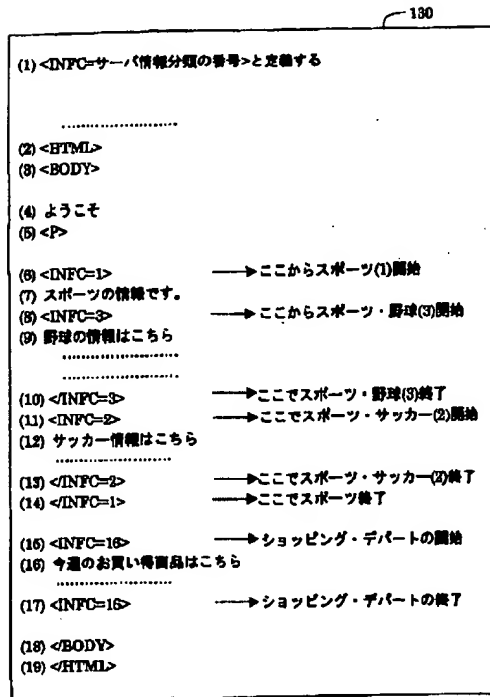 130
(1) <INFC=サーバ情報分類の番号>と定義する
........................
(2) <HTML>
(3) <BODY>
(4) ようこそ
(5) <P>
(6) <INFC=1> →ここからスポーツ(1)開始
(7) スポーツの情報です。
(8) <INFC=3> →ここからスポーツ・野球(3)開始
(9) 野球の情報はこちら
........................
........................
(10) </INFC=3> →ここでスポーツ・野球(3)終了
(11) <INFC=2> →ここでスポーツ・サッカー(2)開始
(12) サッカー情報はこちら
........................
(13) </INFC=2> →ここでスポーツ・サッカー(2)終了
(14) </INFC=1> →ここでスポーツ終了
(15) <INFC=16> →ショッピング・デパートの開始
(16) 今週のお買い得商品はこちら
........................
(17) <INFC=16> →ショッピング・デパートの終了
(18) </BODY>
(19) </HTML>